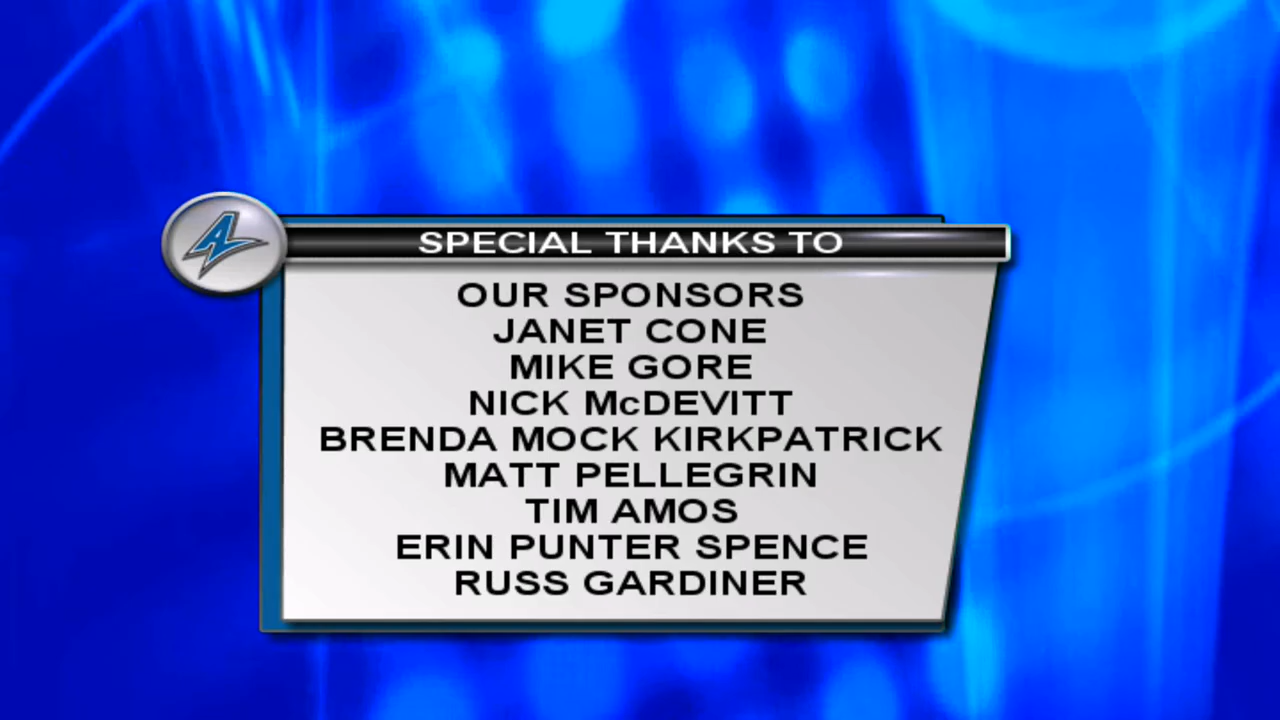 SPECIAL THANKS TO
OUR SPONSORS
JANET CONE
MIKE GORE
NICK McDEVITT
BRENDA MOCK KIRKPATRICK
MATT PELLEGRIN
TIM AMOS
ERIN PUNTER SPENCE
RUSS GARDINER